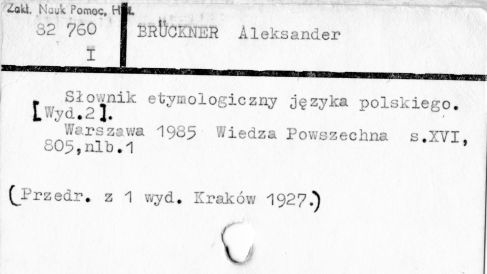 Zakł. Nauk Pomoc. Hist.
82 760
I
BRÜCKNER Aleksander
Słownik etymologiczny języka polskiego.
[Wyd.2].
Warszawa 1985 Wiedza Powszechna s.XVI,
805,nlb.1
(Przedr. z 1 wyd. Kraków 1927.)